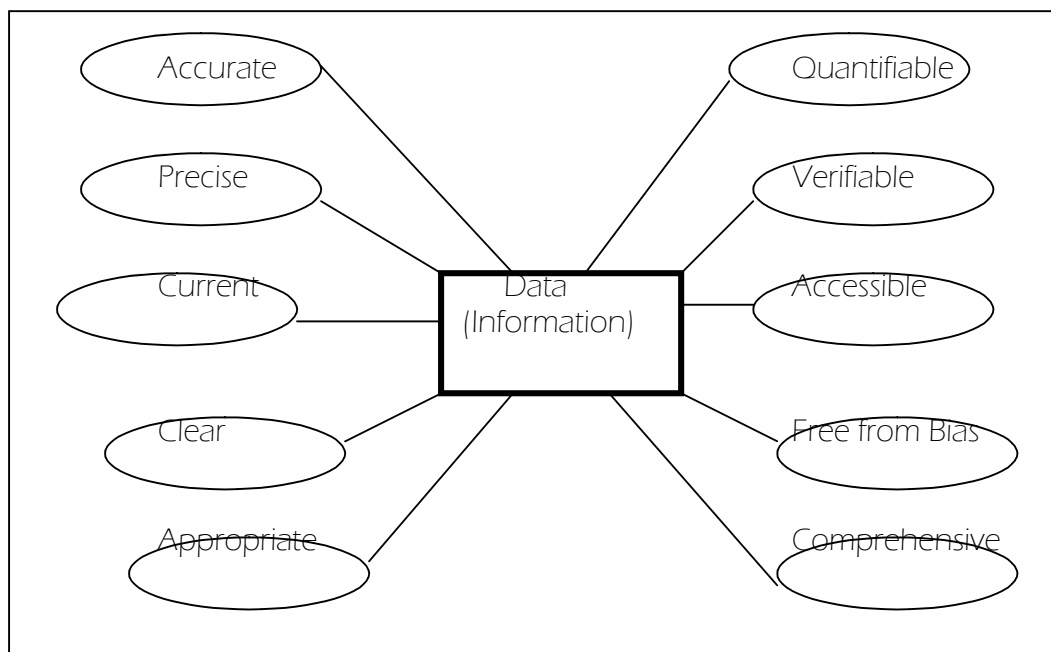 Accurate
Quantifiable
Precise
Verifiable
Current
Data
(Information)
Accessible
Clear
Free from Bias
Appropriate
Comprehensive